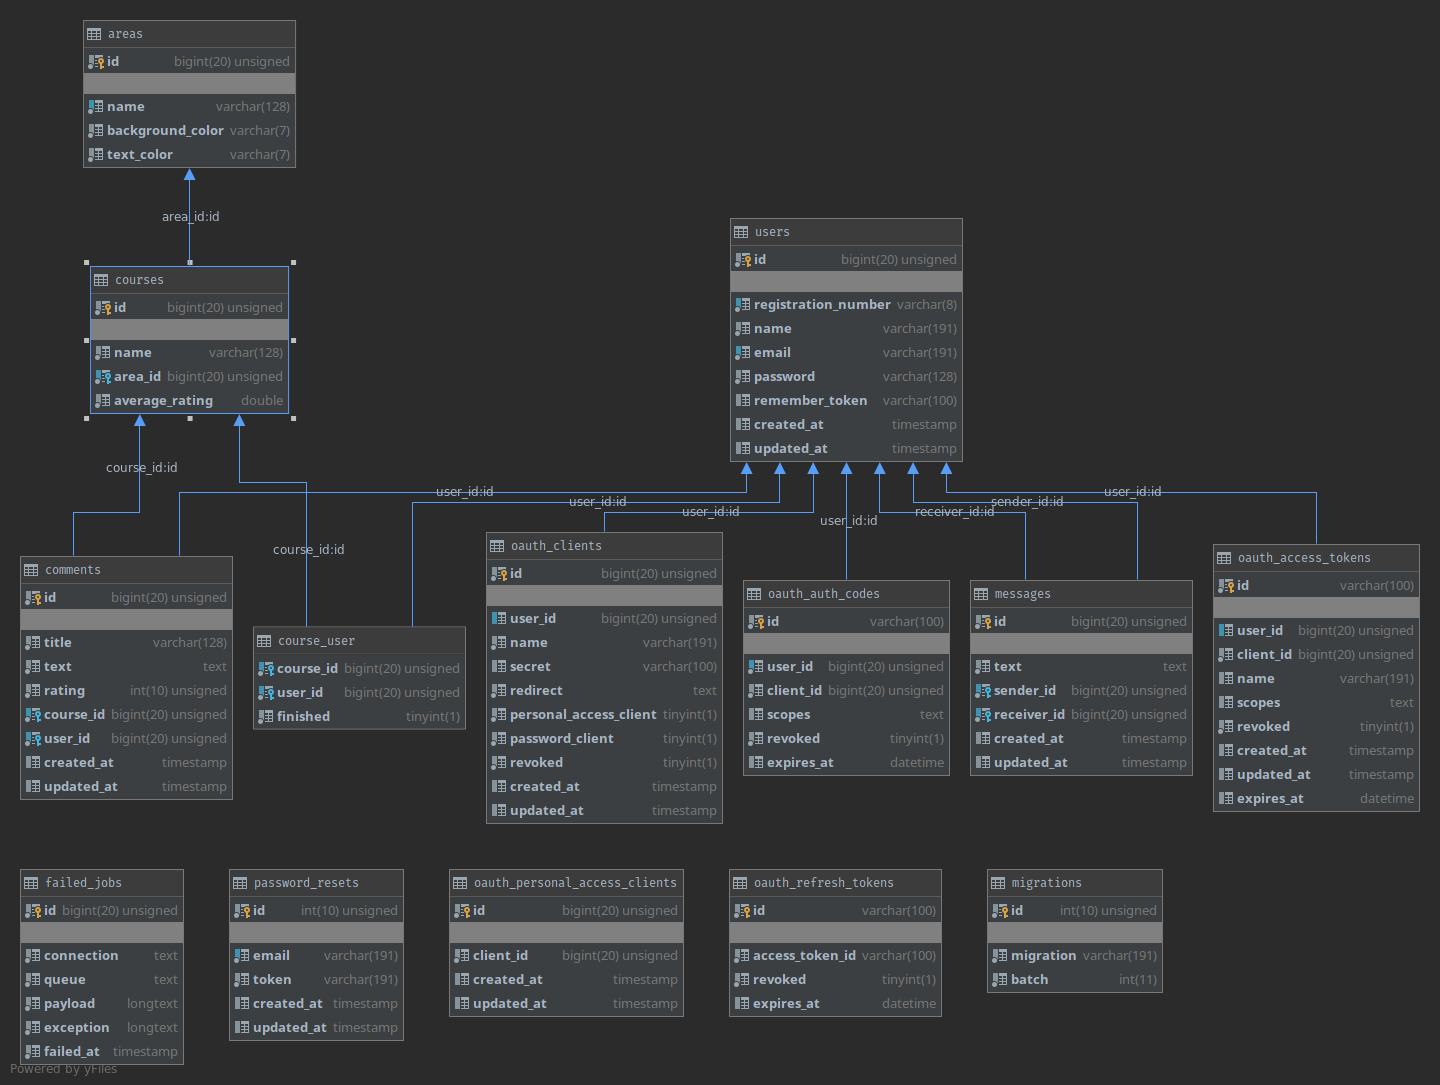 areas
id bigint(20) unsigned
name varchar(128)
background_color varchar(7)
text_color varchar(7)
area_id:id
courses
id bigint(20) unsigned
name varchar(128)
area_id bigint(20) unsigned
average_rating double
users
id bigint(20) unsigned
registration_number varchar(8)
name varchar(191)
email varchar(191)
password varchar(128)
remember_token varchar(100)
created_at timestamp
updated_at timestamp
course_id:id
user_id:id
user_id:id
user_id:id
user_id:id
receiver_id:id
sender_id:id
user_id:id
course_id:id
comments
id bigint(20) unsigned
title varchar(128)
text text
rating int(10) unsigned
course_id bigint(20) unsigned
user_id bigint(20) unsigned
created_at timestamp
updated_at timestamp
course_user
course_id bigint(20) unsigned
user_id bigint(20) unsigned
finished tinyint(1)
oauth_clients
id bigint(20) unsigned
user_id bigint(20) unsigned
name varchar(191)
secret varchar(100)
redirect text
personal_access_client tinyint(1)
password_client tinyint(1)
revoked tinyint(1)
created_at timestamp
updated_at timestamp
oauth_auth_codes
id varchar(100)
user_id bigint(20) unsigned
client_id bigint(20) unsigned
scopes text
revoked tinyint(1)
expires_at datetime
messages
id bigint(20) unsigned
text text
sender_id bigint(20) unsigned
receiver_id bigint(20) unsigned
created_at timestamp
updated_at timestamp
oauth_access_tokens
id varchar(100)
user_id bigint(20) unsigned
client_id bigint(20) unsigned
name varchar(191)
scopes text
revoked tinyint(1)
created_at timestamp
updated_at timestamp
expires_at datetime
failed_jobs
id bigint(20) unsigned
connection text
queue text
payload longtext
exception longtext
failed_at timestamp
password_resets
id int(10) unsigned
email varchar(191)
token varchar(191)
created_at timestamp
updated_at timestamp
oauth_personal_access_clients
id bigint(20) unsigned
client_id bigint(20) unsigned
created_at timestamp
updated_at timestamp
oauth_refresh_tokens
id varchar(100)
access_token_id varchar(100)
revoked tinyint(1)
expires_at datetime
migrations
id int(10) unsigned
migration varchar(191)
batch int(11)
Powered by yFiles